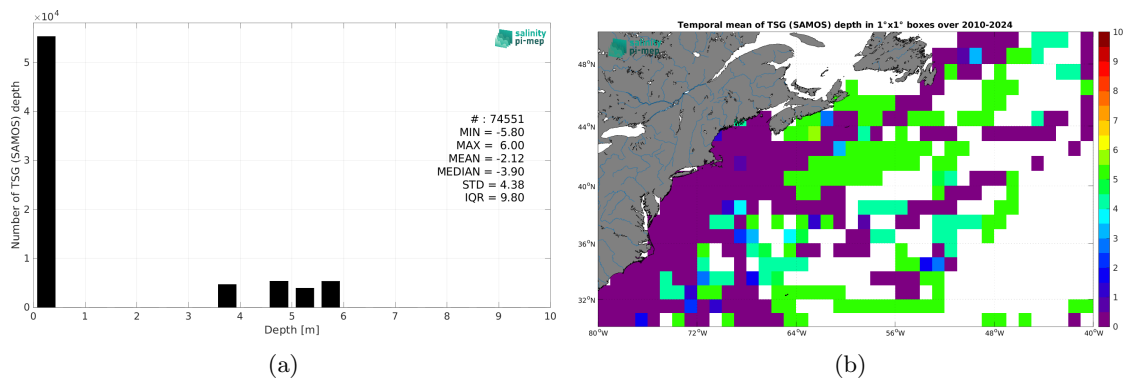 ×10⁴
salinity
pi-mep
5
4
3
2
1
0
Number of TSG (SAMOS) depth
# : 74551
MIN = -5.80
MAX = 6.00
MEAN = -2.12
MEDIAN = -3.90
STD = 4.38
IQR = 9.80
0 1 2 3 4 5 6 7 8 9 10
Depth [m]
(a)
Temporal mean of TSG (SAMOS) depth in 1°x1° boxes over 2010-2024
salinity
pi-mep
48°N
44°N
40°N
36°N
32°N
80°W 72°W 64°W 56°W 48°W 40°W
10
9
8
7
6
5
4
3
2
1
0
(b)